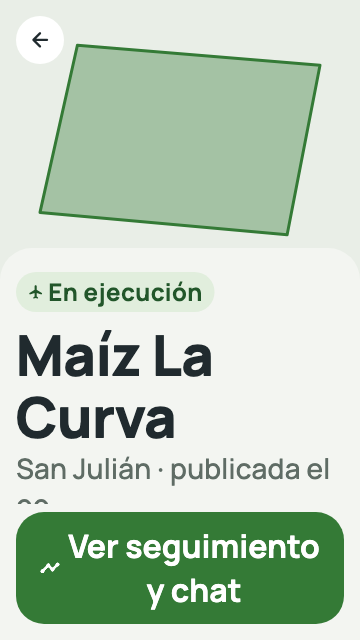 En ejecución
Maíz La
Curva
San Julián · publicada el
Ver seguimiento
y chat